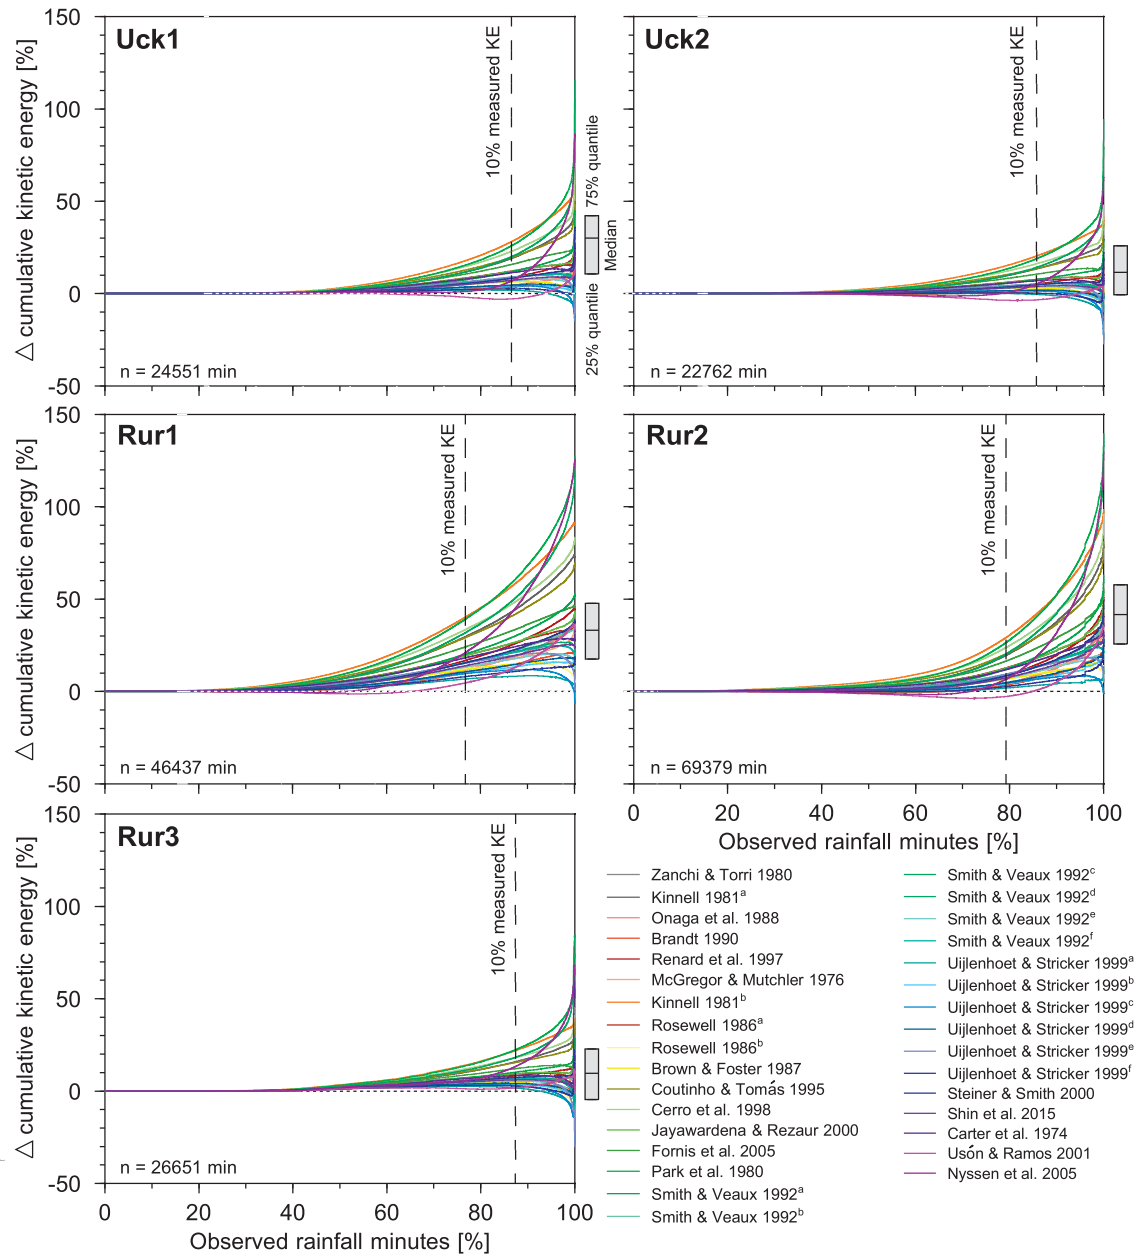 Uck1
Δ cumulative kinetic energy [%]
150
100
50
0
-50
10% measured KE
n = 24551 min
75% quantile
Median
25% quantile
Uck2
10% measured KE
n = 22762 min
Rur1
Δ cumulative kinetic energy [%]
150
100
50
0
-50
10% measured KE
n = 46437 min
Rur2
10% measured KE
n = 69379 min
0 20 40 60 80 100
Observed rainfall minutes [%]
Rur3
Δ cumulative kinetic energy [%]
150
100
50
0
-50
10% measured KE
n = 26651 min
0 20 40 60 80 100
Observed rainfall minutes [%]
Zanchi & Torri 1980
Kinnell 1981a
Onaga et al. 1988
Brandt 1990
Renard et al. 1997
McGregor & Mutchler 1976
Kinnell 1981b
Rosewell 1986a
Rosewell 1986b
Brown & Foster 1987
Coutinho & Tomás 1995
Cerro et al. 1998
Jayawardena & Rezaur 2000
Fornis et al. 2005
Park et al. 1980
Smith & Veaux 1992a
Smith & Veaux 1992b
Smith & Veaux 1992c
Smith & Veaux 1992d
Smith & Veaux 1992e
Smith & Veaux 1992f
Uijlenhoet & Stricker 1999a
Uijlenhoet & Stricker 1999b
Uijlenhoet & Stricker 1999c
Uijlenhoet & Stricker 1999d
Uijlenhoet & Stricker 1999e
Uijlenhoet & Stricker 1999f
Steiner & Smith 2000
Shin et al. 2015
Carter et al. 1974
Usón & Ramos 2001
Nyssen et al. 2005